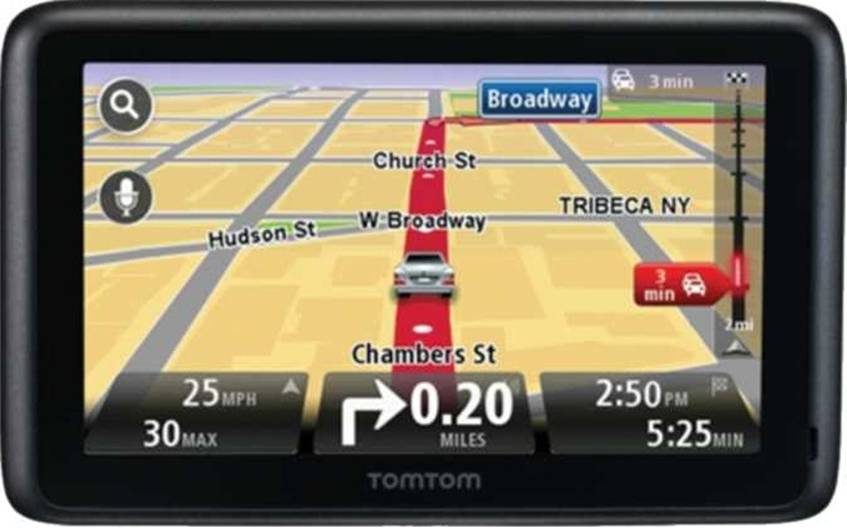 Broadway
3 min
Church St
TRIBECA NY
W Broadway
Hudson St
3
min
2mi
Chambers St
25MPH
30MAX
0.20
MILES
2:50PM
5:25MIN
TOMTOM